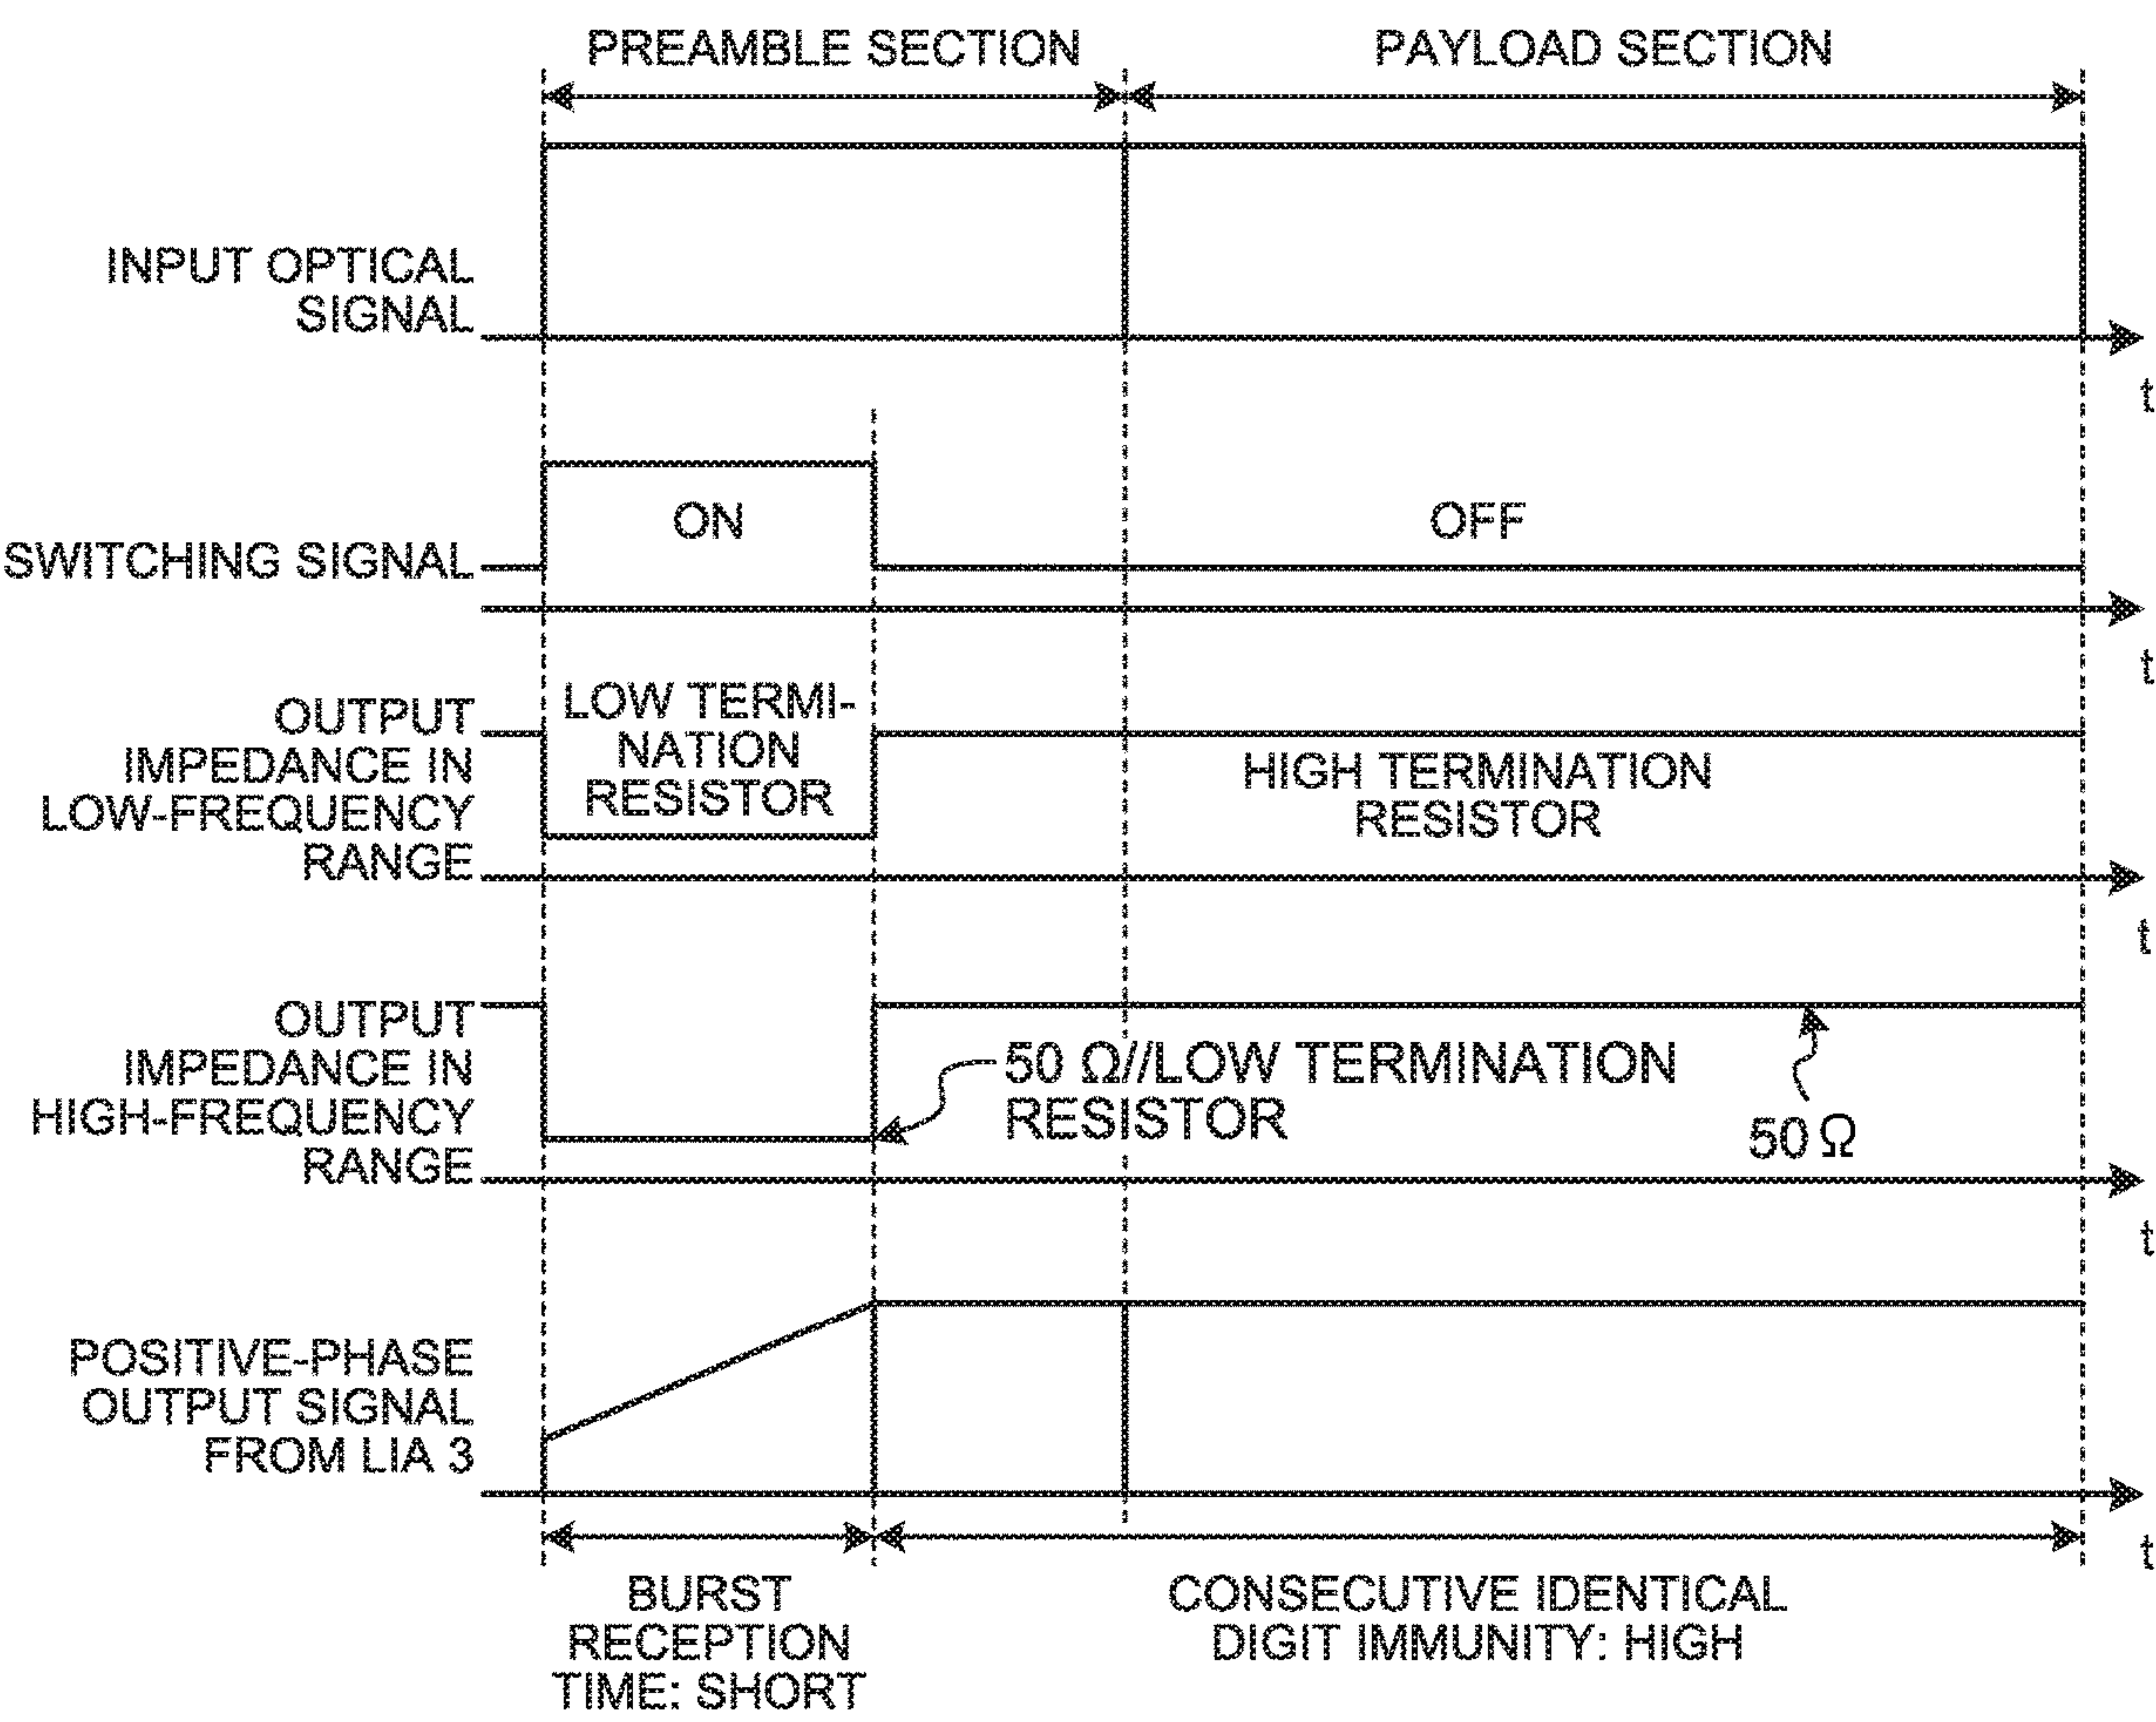 PREAMBLE SECTION
PAYLOAD SECTION
INPUT OPTICAL
SIGNAL
t
ON
OFF
SWITCHING SIGNAL
t
OUTPUT
IMPEDANCE IN
LOW-FREQUENCY
RANGE
LOW TERMI-
NATION
RESISTOR
HIGH TERMINATION
RESISTOR
t
OUTPUT
IMPEDANCE IN
HIGH-FREQUENCY
RANGE
50 Ω//LOW TERMINATION
RESISTOR
50 Ω
t
POSITIVE-PHASE
OUTPUT SIGNAL
FROM LIA 3
t
BURST
RECEPTION
TIME: SHORT
CONSECUTIVE IDENTICAL
DIGIT IMMUNITY: HIGH